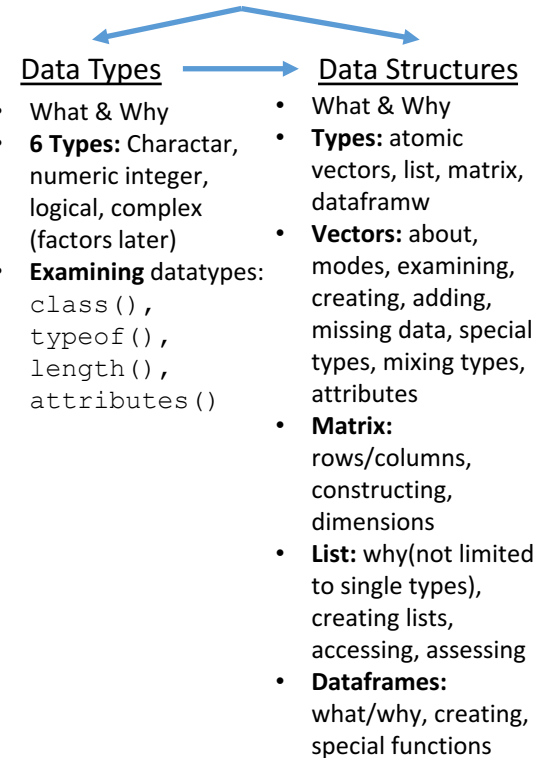 Data Types
• What & Why
• 6 Types: Charactar,
numeric integer,
logical, complex
(factors later)
• Examining datatypes:
class(),
typeof(),
length(),
attributes()
Data Structures
• What & Why
• Types: atomic
vectors, list, matrix,
dataframw
• Vectors: about,
modes, examining,
creating, adding,
missing data, special
types, mixing types,
attributes
• Matrix:
rows/columns,
constructing,
dimensions
• List: why(not limited
to single types),
creating lists,
accessing, assessing
• Dataframes:
what/why, creating,
special functions